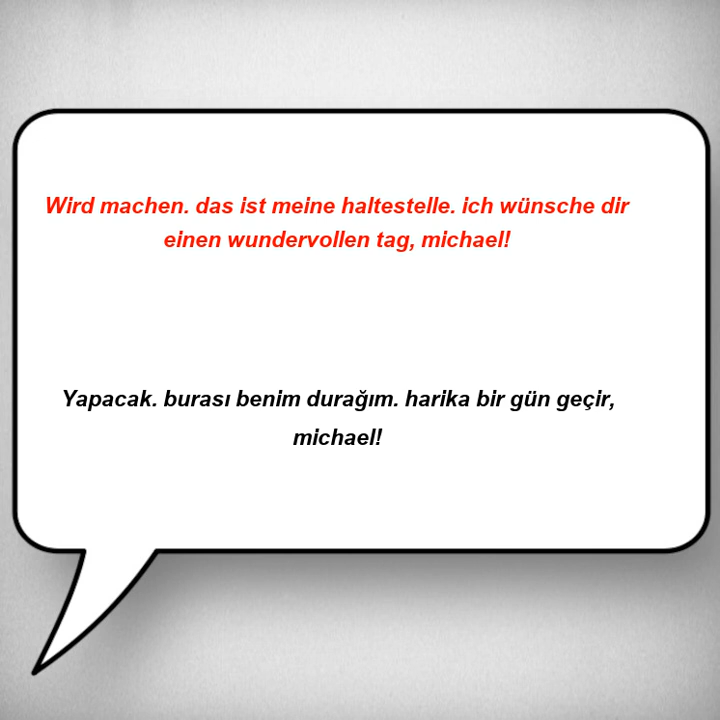 Wird machen. das ist meine haltestelle. ich wünsche dir
einen wundervollen tag, michael!
Yapacak. burası benim durağım. harika bir gün geçir,
michael!